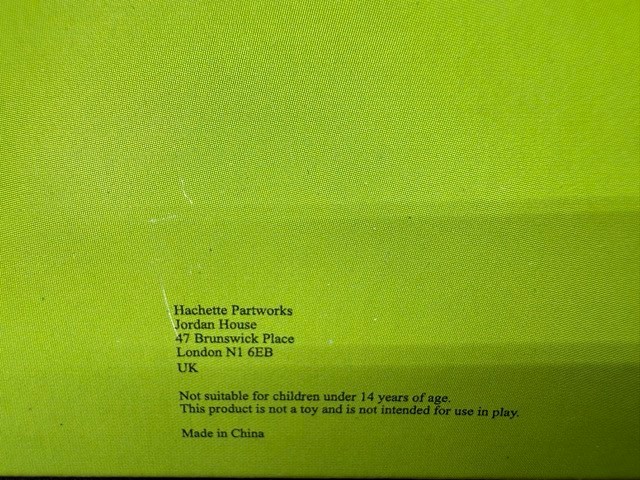 Hachette Partworks
Jordan House
47 Brunswick Place
London N1 6EB
UK
Not suitable for children under 14 years of age.
This product is not a toy and is not intended for use in play.
Made in China